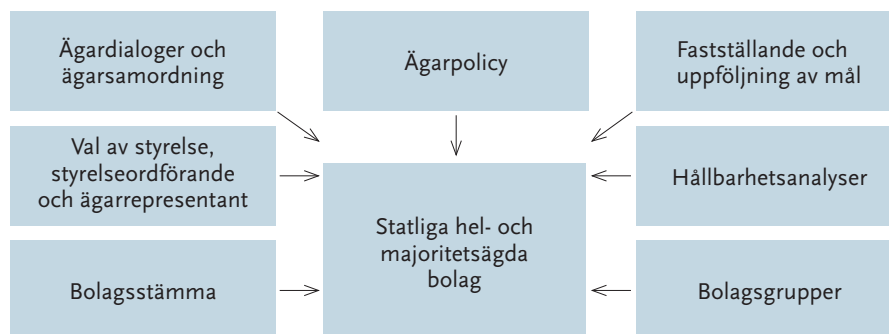 Ägardialoger och
ägarsamordning
Ägarpolicy
Fastställande och
uppföljning av mål
Val av styrelse,
styrelseordförande
och ägarrepresentant
Statliga hel- och
majoritetsägda
bolag
Hållbarhetsanalyser
Bolagsstämma
Bolagsgrupper